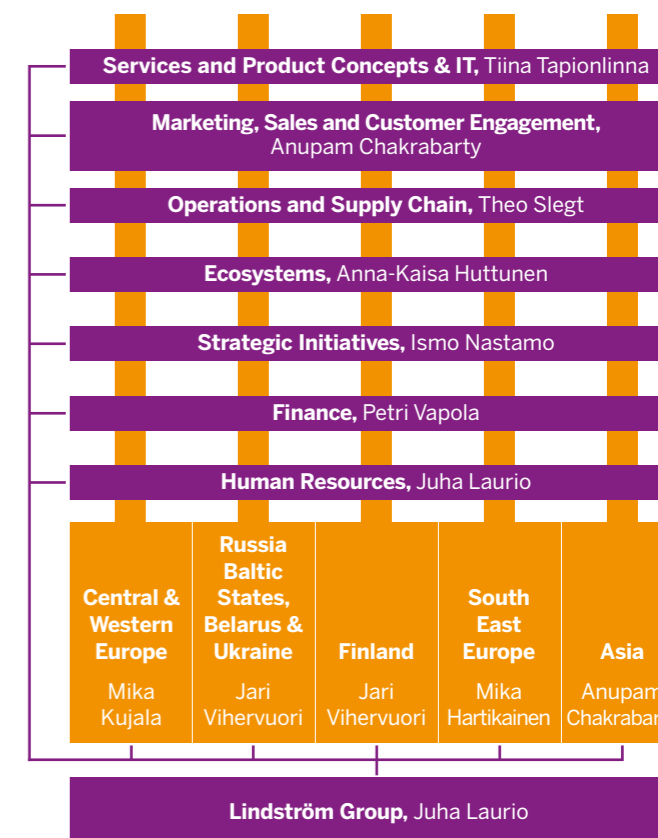 Services and Product Concepts & IT, Tiina Tapionlinna
Marketing, Sales and Customer Engagement,
Anupam Chakrabarty
Operations and Supply Chain, Theo Slegt
Ecosystems, Anna-Kaisa Huttunen
Strategic Initiatives, Ismo Nastamo
Finance, Petri Vapola
Human Resources, Juha Laurio
Central &
Western
Europe
Mika
Kujala
Russia
Baltic
States,
Belarus &
Ukraine
Jari
Vihervuori
Finland
Jari
Vihervuori
South
East
Europe
Mika
Hartikainen
Asia
Anupam
Lindström Group, Juha Laurio